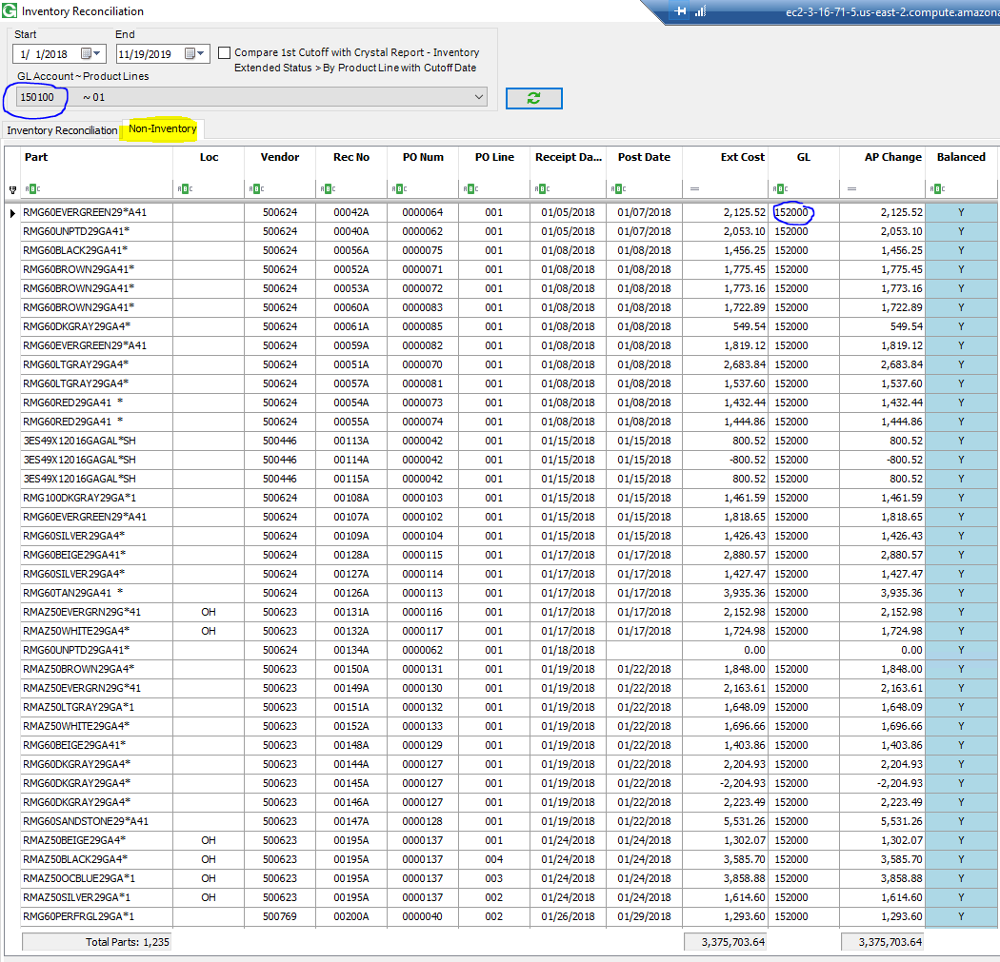 Inventory Reconciliation
ec2-3-16-71-5.us-east-2.compute.amazona
Start End
1/ 1/2018 11/19/2019 Compare 1st Cutoff with Crystal Report - Inventory
Extended Status > By Product Line with Cutoff Date
GL Account ~ Product Lines
150100 ~ 01
Inventory Reconciliation Non-Inventory
Part Loc Vendor Rec No PO Num PO Line Receipt Da... Post Date Ext Cost GL AP Change Balanced
RMG60EVERGREEN29*A41 500624 00042A 0000064 001 01/05/2018 01/07/2018 2,125.52 152000 2,125.52 Y
RMG60UNPTD29GA41* 500624 00040A 0000062 001 01/05/2018 01/07/2018 2,053.10 152000 2,053.10 Y
RMG60BLACK29GA41* 500624 00056A 0000075 001 01/08/2018 01/08/2018 1,456.25 152000 1,456.25 Y
RMG60BROWN29GA41* 500624 00052A 0000071 001 01/08/2018 01/08/2018 1,775.45 152000 1,775.45 Y
RMG60BROWN29GA41* 500624 00053A 0000072 001 01/08/2018 01/08/2018 1,773.16 152000 1,773.16 Y
RMG60BROWN29GA41* 500624 00060A 0000083 001 01/08/2018 01/08/2018 1,722.89 152000 1,722.89 Y
RMG60DKGRAY29GA4* 500624 00061A 0000085 001 01/08/2018 01/08/2018 549.54 152000 549.54 Y
RMG60EVERGREEN29*A41 500624 00059A 0000082 001 01/08/2018 01/08/2018 1,819.12 152000 1,819.12 Y
RMG60LTGRAY29GA4* 500624 00051A 0000070 001 01/08/2018 01/08/2018 2,683.84 152000 2,683.84 Y
RMG60LTGRAY29GA4* 500624 00057A 0000081 001 01/08/2018 01/08/2018 1,537.60 152000 1,537.60 Y
RMG60RED29GA41 * 500624 00054A 0000073 001 01/08/2018 01/08/2018 1,432.44 152000 1,432.44 Y
RMG60RED29GA41 * 500624 00055A 0000074 001 01/08/2018 01/08/2018 1,444.86 152000 1,444.86 Y
3ES49X12016GAGAL*SH 500446 00113A 0000042 001 01/15/2018 01/15/2018 800.52 152000 800.52 Y
3ES49X12016GAGAL*SH 500446 00114A 0000042 001 01/15/2018 01/15/2018 -800.52 152000 -800.52 Y
3ES49X12016GAGAL*SH 500446 00115A 0000042 001 01/15/2018 01/15/2018 800.52 152000 800.52 Y
RMG100DKGRAY29GA*1 500624 00108A 0000103 001 01/15/2018 01/15/2018 1,461.59 152000 1,461.59 Y
RMG60EVERGREEN29*A41 500624 00107A 0000102 001 01/15/2018 01/15/2018 1,818.65 152000 1,818.65 Y
RMG60SILVER29GA4* 500624 00109A 0000104 001 01/15/2018 01/15/2018 1,426.43 152000 1,426.43 Y
RMG60BEIGE29GA41* 500624 00128A 0000115 001 01/17/2018 01/17/2018 2,880.57 152000 2,880.57 Y
RMG60SILVER29GA4* 500624 00127A 0000114 001 01/17/2018 01/17/2018 1,427.47 152000 1,427.47 Y
RMG60TAN29GA41 * 500624 00126A 0000113 001 01/17/2018 01/17/2018 3,935.36 152000 3,935.36 Y
RMAZ50EVERGRN29G*41 OH 500623 00131A 0000116 001 01/17/2018 01/17/2018 2,152.98 152000 2,152.98 Y
RMAZ50WHITE29GA4* OH 500623 00132A 0000117 001 01/17/2018 01/17/2018 1,724.98 152000 1,724.98 Y
RMG60UNPTD29GA41* 500624 00134A 0000062 001 01/18/2018 0.00 0.00 Y
RMAZ50BROWN29GA4* 500623 00150A 0000131 001 01/19/2018 01/22/2018 1,848.00 152000 1,848.00 Y
RMAZ50EVERGRN29G*41 500623 00149A 0000130 001 01/19/2018 01/22/2018 2,163.61 152000 2,163.61 Y
RMAZ50LTGRAY29GA*1 500623 00151A 0000132 001 01/19/2018 01/22/2018 1,648.09 152000 1,648.09 Y
RMAZ50WHITE29GA4* 500623 00152A 0000133 001 01/19/2018 01/22/2018 1,696.66 152000 1,696.66 Y
RMG60BEIGE29GA41* 500623 00148A 0000129 001 01/19/2018 01/22/2018 1,403.86 152000 1,403.86 Y
RMG60DKGRAY29GA4* 500623 00144A 0000127 001 01/19/2018 01/22/2018 2,204.93 152000 2,204.93 Y
RMG60DKGRAY29GA4* 500623 00145A 0000127 001 01/19/2018 01/22/2018 -2,204.93 152000 -2,204.93 Y
RMG60DKGRAY29GA4* 500623 00146A 0000127 001 01/19/2018 01/22/2018 2,223.49 152000 2,223.49 Y
RMG60SANDSTONE29*A41 500623 00147A 0000128 001 01/19/2018 01/22/2018 5,531.26 152000 5,531.26 Y
RMAZ50BEIGE29GA4* OH 500623 00195A 0000137 001 01/24/2018 01/24/2018 1,302.07 152000 1,302.07 Y
RMAZ50BLACK29GA4* OH 500623 00195A 0000137 004 01/24/2018 01/24/2018 3,585.70 152000 3,585.70 Y
RMAZ50OCBLUE29GA*1 OH 500623 00195A 0000137 003 01/24/2018 01/24/2018 3,858.88 152000 3,858.88 Y
RMAZ50SILVER29GA*1 OH 500623 00195A 0000137 002 01/24/2018 01/24/2018 1,614.60 152000 1,614.60 Y
RMG60PERFRGL29GA*1 500769 00200A 0000040 002 01/26/2018 01/29/2018 1,293.60 152000 1,293.60 Y
Total Parts: 1,235 3,375,703.64 3,375,703.64